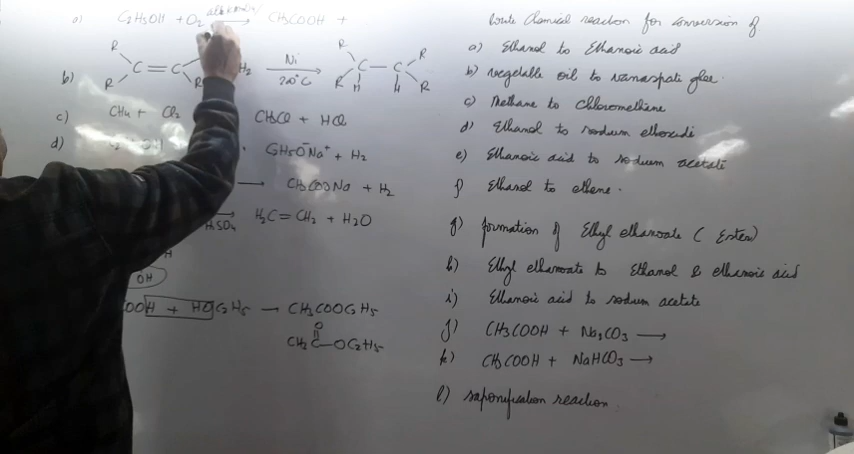 a) C2H5OH + O2 alk KMnO4/ → CH3COOH +
b) R R C=C R R H2 Ni 200°C → R R C—C R R H H
c) CH4 + Cl2 CH3Cl + HCl
d) C2H5O⁻Na⁺ + H2
→ CH3COONa + H2
H2SO4 → H2C=CH2 + H2O
H
OH
COOH + HOC2H5 → CH3COOC2H5
O
CH3C—OC2H5
Write Chemical reaction for conversion of
a) Ethanol to Ethanoic acid
b) vegetable oil to vanaspati ghee.
c) Methane to Chloromethane
d) Ethanol to sodium ethoxide
e) Ethanoic acid to sodium acetate
f) Ethanol to ethene.
g) formation of Ethyl ethanoate (Ester)
h) Ethyl ethanoate to Ethanol & ethanoic acid
i) Ethanoic acid to sodium acetate
j) CH3COOH + Na2CO3 →
k) CH3COOH + NaHCO3 →
l) saponification reaction.